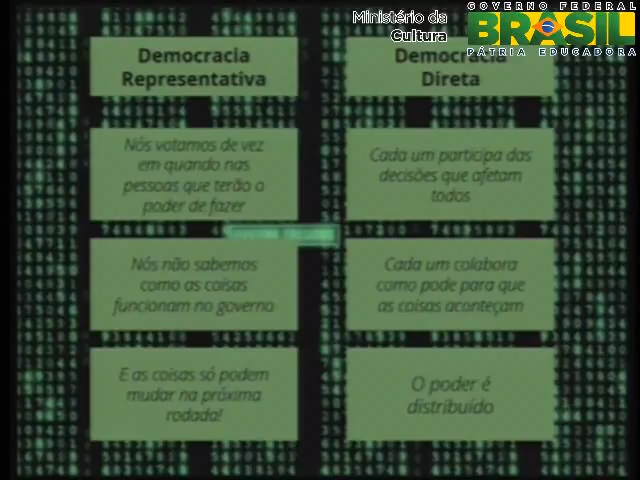 Ministério da
Cultura
GOVERNO FEDERAL
BRASIL
PÁTRIA EDUCADORA
Democracia
Representativa
Democracia
Direta
Nós votamos de vez
em quando nas
pessoas que terão o
poder de fazer
Cada um participa das
decisões que afetam
todos
Nós não sabemos
como as coisas
funcionam no governo
Cada um colabora
como pode para que
as coisas aconteçam
E as coisas só podem
mudar na próxima
rodada!
O poder é
distribuído